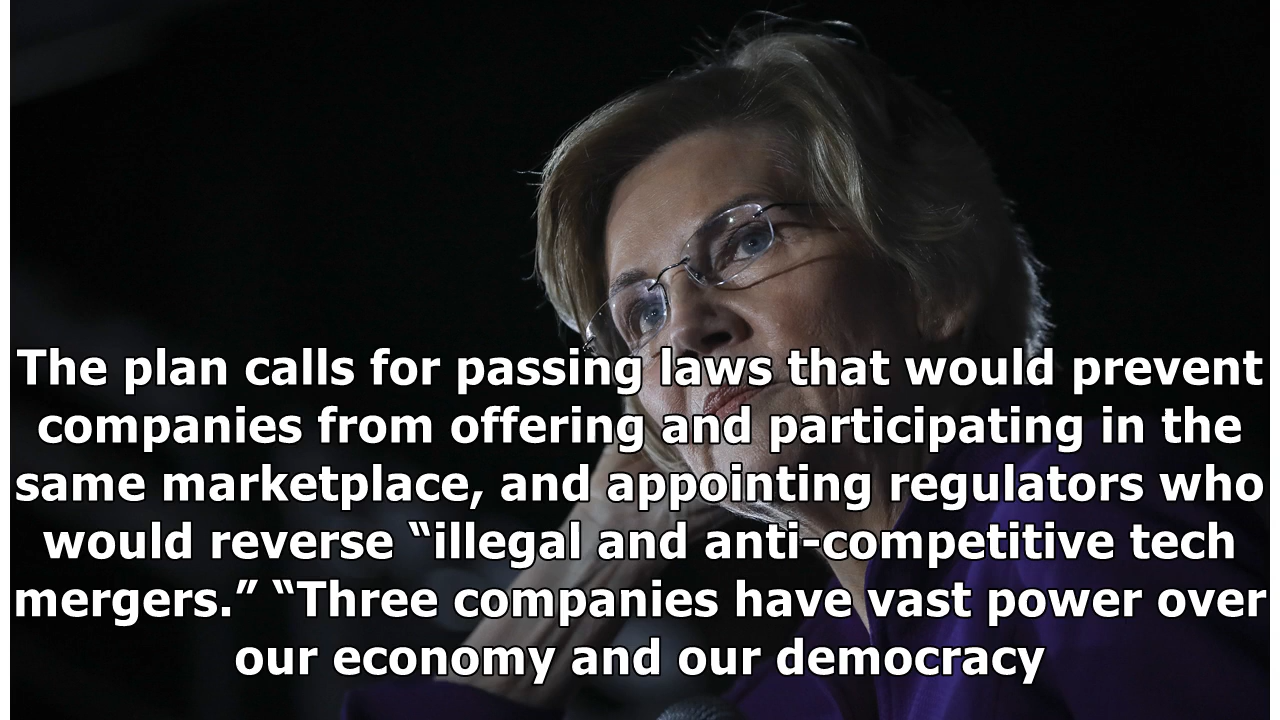 The plan calls for passing laws that would prevent
companies from offering and participating in the
same marketplace, and appointing regulators who
would reverse “illegal and anti-competitive tech
mergers.” “Three companies have vast power over
our economy and our democracy